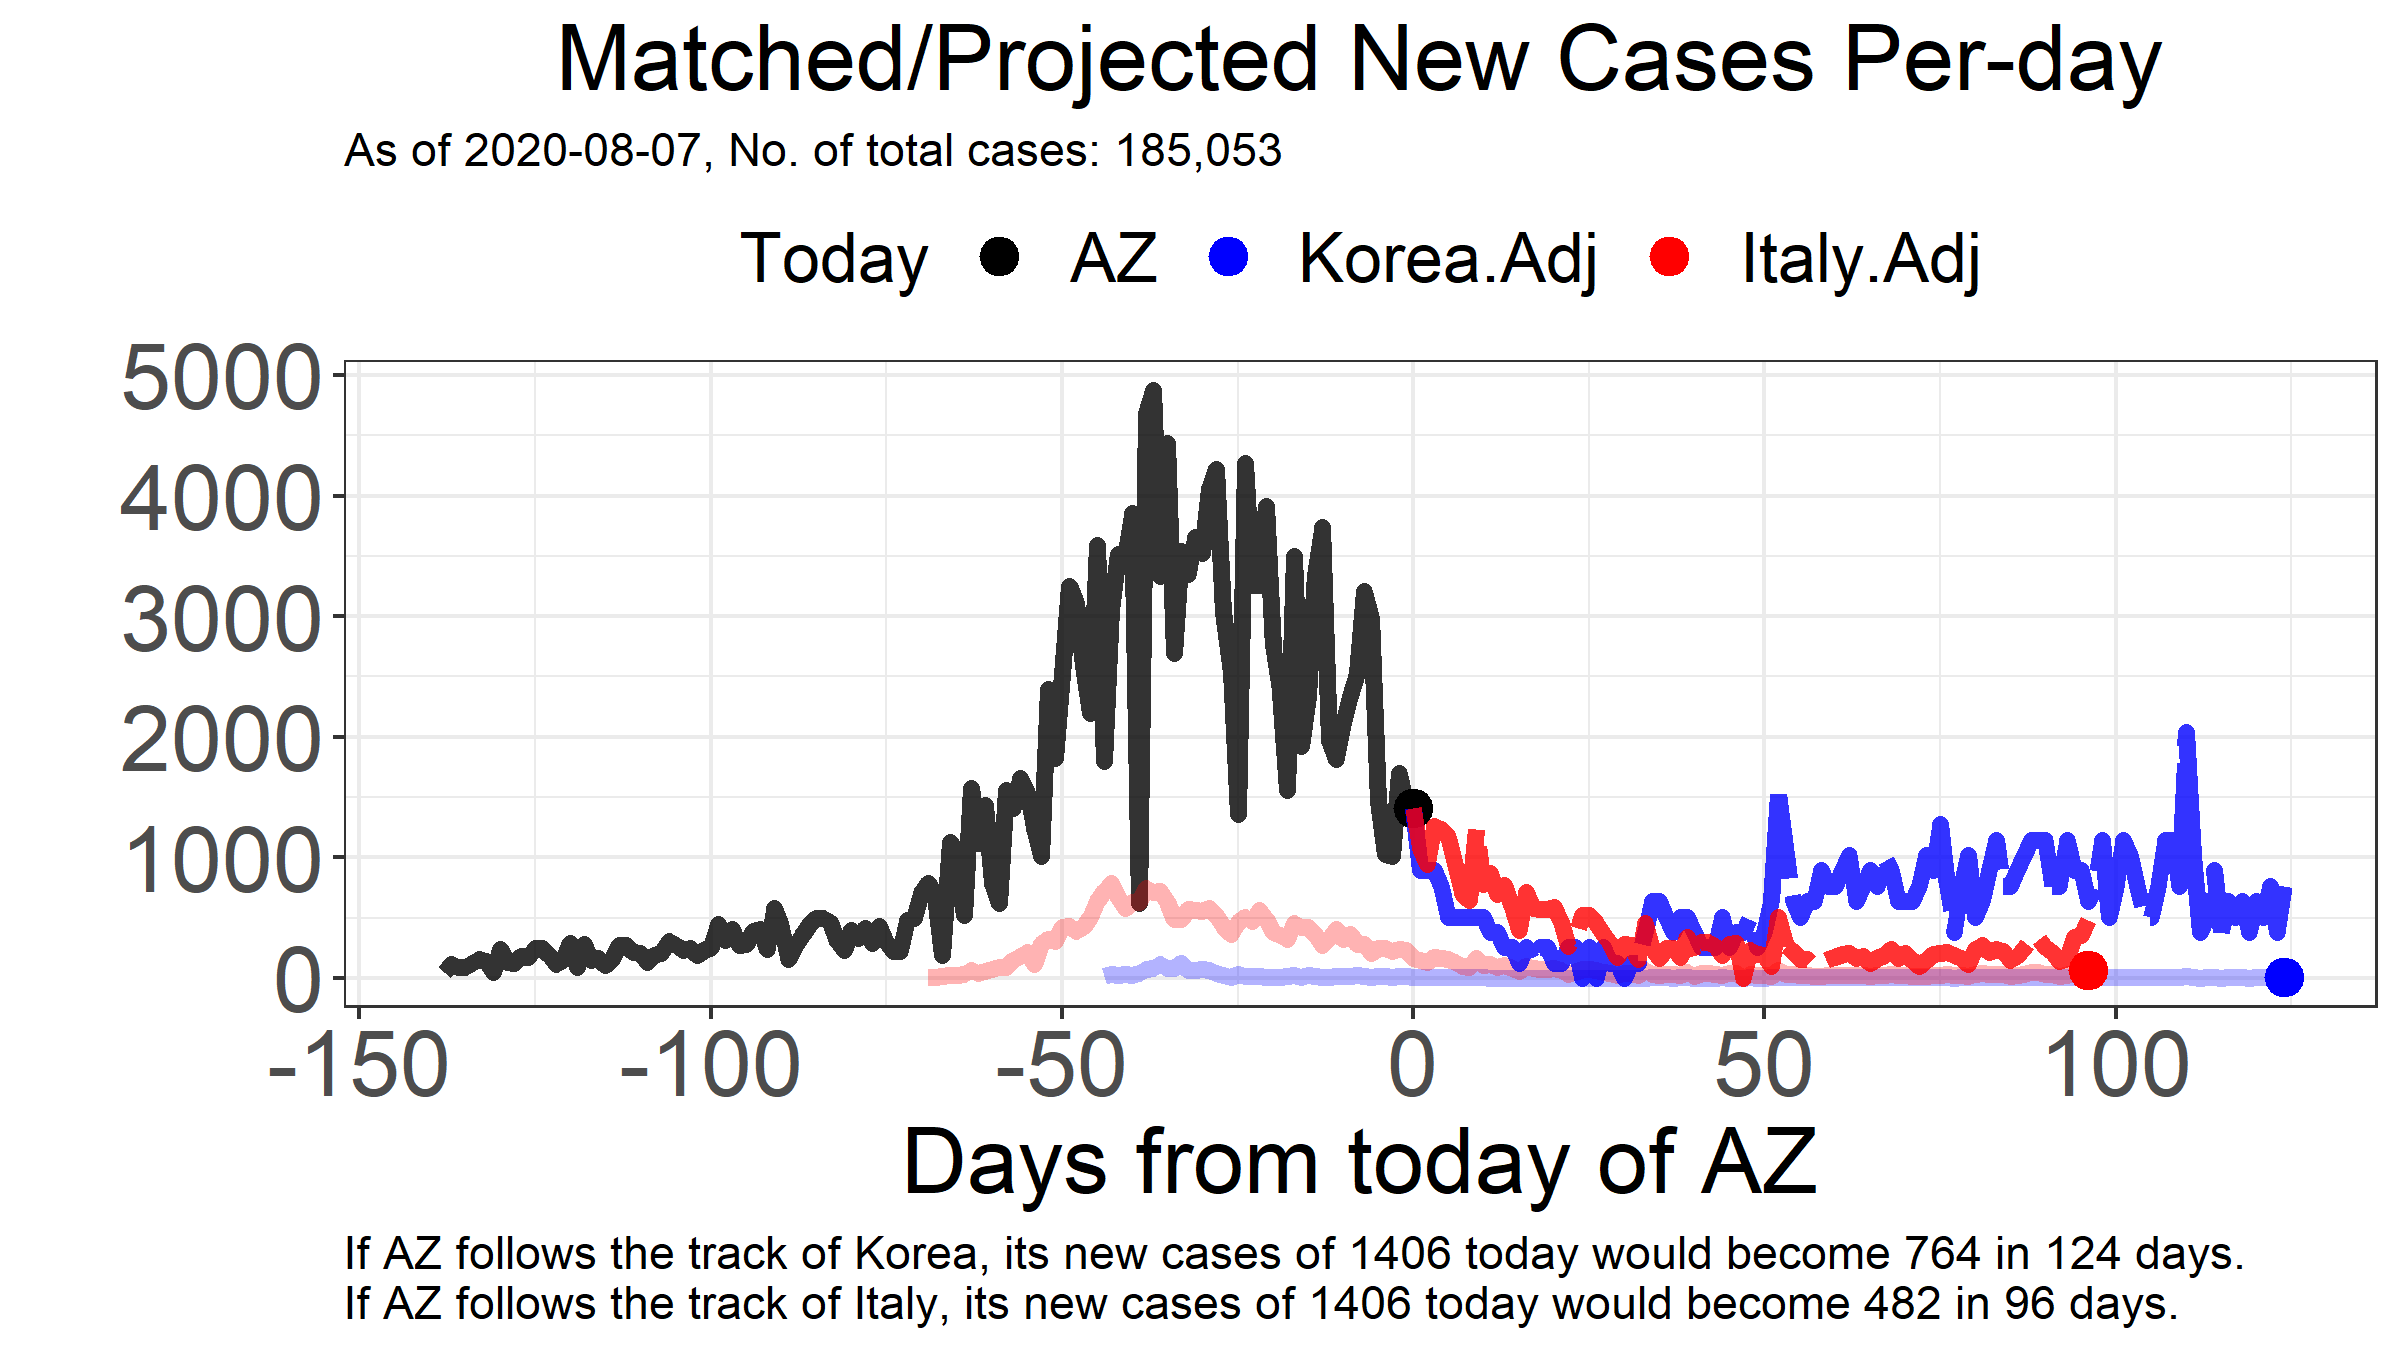 Matched/Projected New Cases Per-day
As of 2020-08-07, No. of total cases: 185,053
Today AZ Korea.Adj Italy.Adj
5000
4000
3000
2000
1000
0
-150 -100 -50 0 50 100
Days from today of AZ
If AZ follows the track of Korea, its new cases of 1406 today would become 764 in 124 days.
If AZ follows the track of Italy, its new cases of 1406 today would become 482 in 96 days.